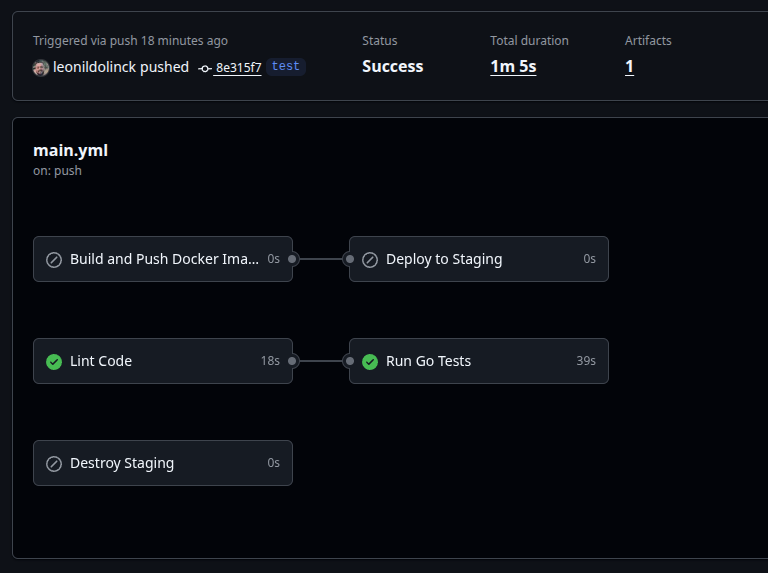 Triggered via push 18 minutes ago
Status
Total duration
Artifacts
leonildolinck pushed 8e315f7 test
Success
1m 5s
1
main.yml
on: push
Build and Push Docker Ima... 0s
Deploy to Staging 0s
Lint Code 18s
Run Go Tests 39s
Destroy Staging 0s